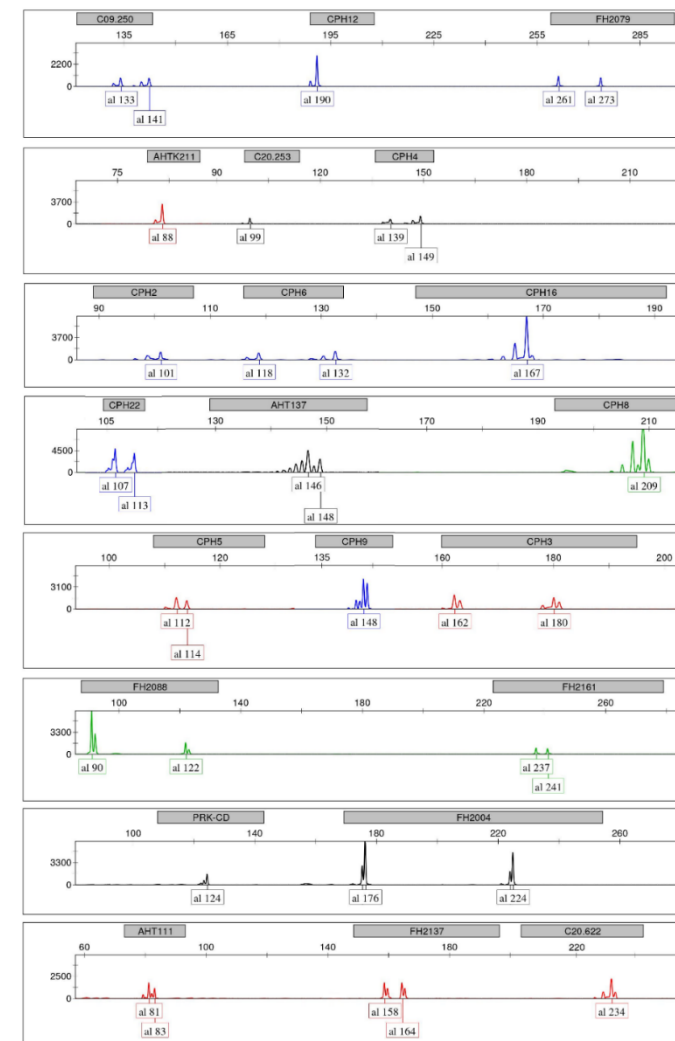 C09.250 CPH12 FH2079
135 165 195 225 255 285
2200
0
al 133 al 190 al 261 al 273
al 141
AHTK211 C20.253 CPH4
75 90 120 150 180 210
3700
0
al 88 al 99 al 139 al 149
CPH2 CPH6 CPH16
90 110 130 150 170 190
3700
0
al 101 al 118 al 132 al 167
CPH22 AHT137 CPH8
105 130 150 170 190 210
4500
0
al 107 al 146 al 209
al 113
al 148
CPH5 CPH9 CPH3
100 120 135 160 180 200
3100
0
al 112 al 148 al 162 al 180
al 114
FH2088 FH2161
100 140 180 220 260
3300
0
al 90 al 122 al 237
al 241
PRK-CD FH2004
100 140 180 220 260
3300
0
al 124 al 176 al 224
AHT111 FH2137 C20.622
60 100 140 180 220
2500
0
al 81 al 158 al 234
al 83 al 164